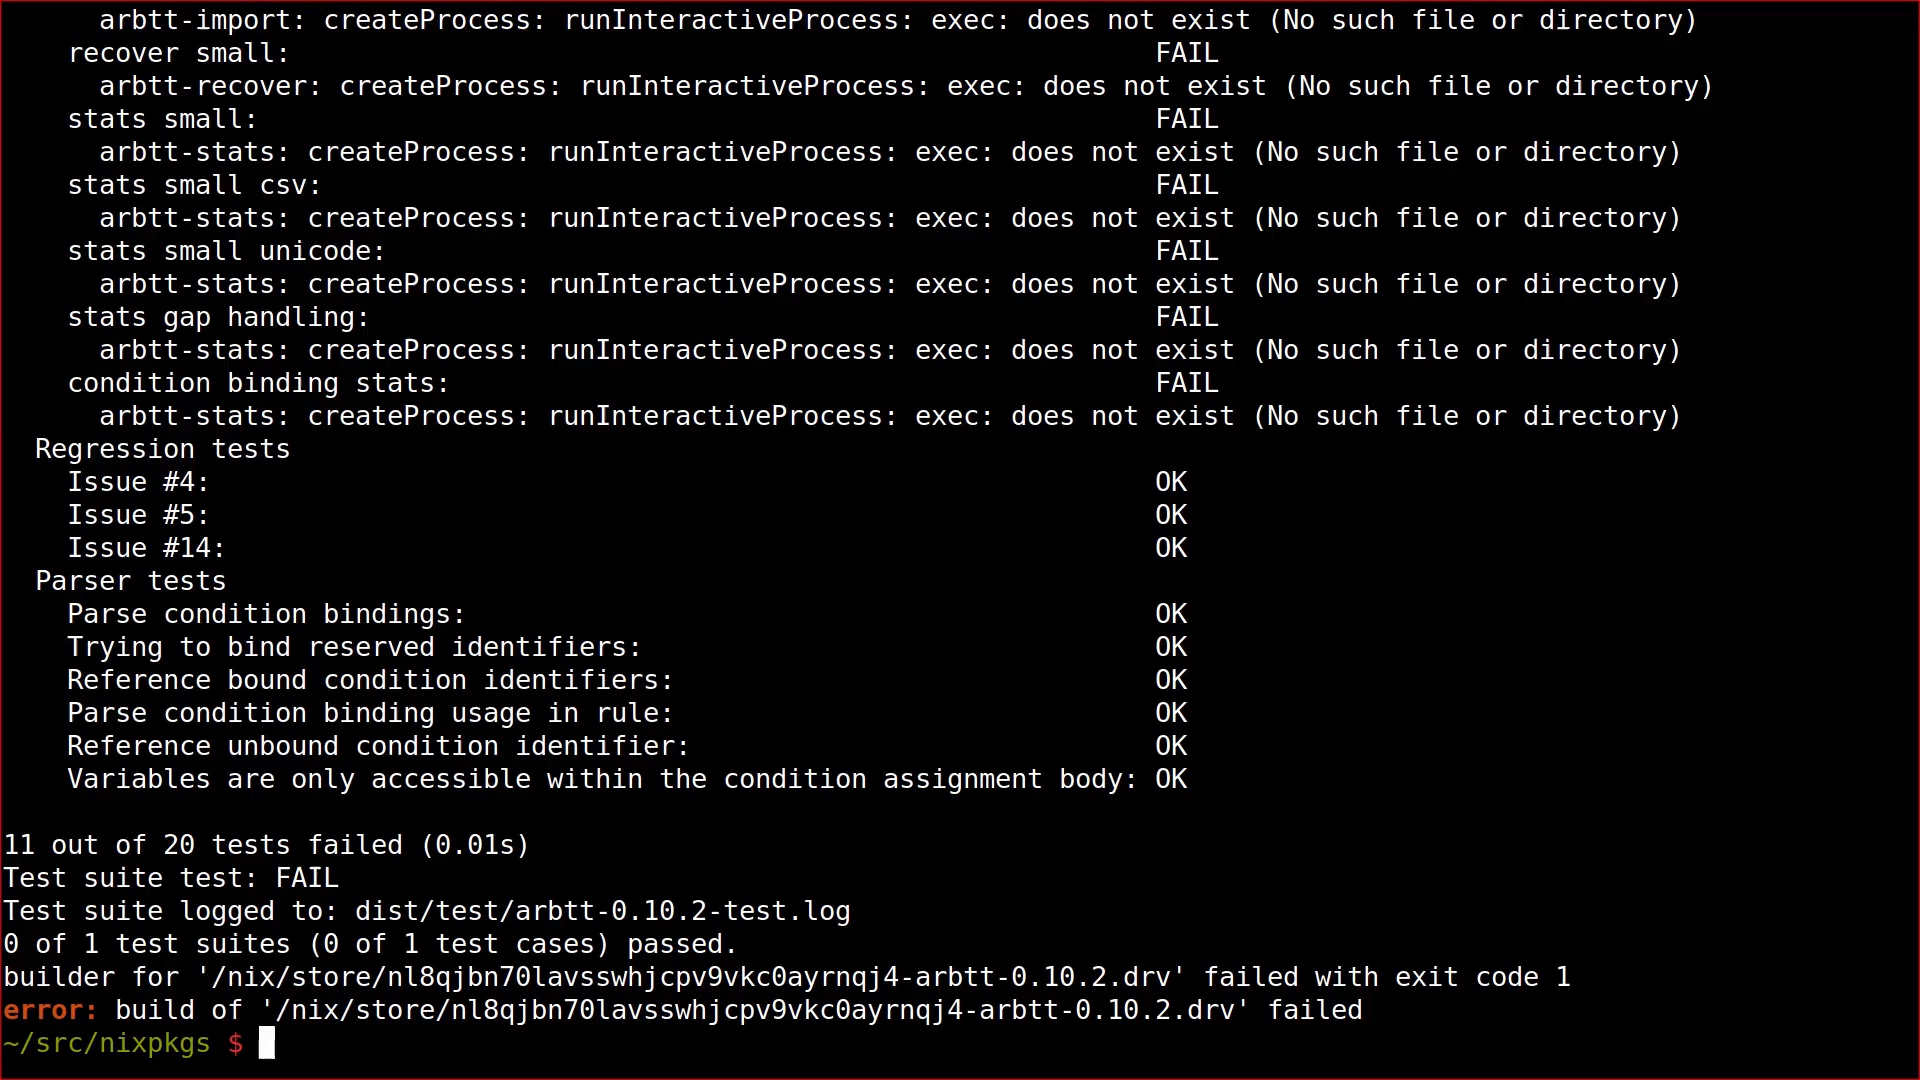 arbtt-import: createProcess: runInteractiveProcess: exec: does not exist (No such file or directory)
recover small: FAIL
arbtt-recover: createProcess: runInteractiveProcess: exec: does not exist (No such file or directory)
stats small: FAIL
arbtt-stats: createProcess: runInteractiveProcess: exec: does not exist (No such file or directory)
stats small csv: FAIL
arbtt-stats: createProcess: runInteractiveProcess: exec: does not exist (No such file or directory)
stats small unicode: FAIL
arbtt-stats: createProcess: runInteractiveProcess: exec: does not exist (No such file or directory)
stats gap handling: FAIL
arbtt-stats: createProcess: runInteractiveProcess: exec: does not exist (No such file or directory)
condition binding stats: FAIL
arbtt-stats: createProcess: runInteractiveProcess: exec: does not exist (No such file or directory)
Regression tests
Issue #4: OK
Issue #5: OK
Issue #14: OK
Parser tests
Parse condition bindings: OK
Trying to bind reserved identifiers: OK
Reference bound condition identifiers: OK
Parse condition binding usage in rule: OK
Reference unbound condition identifier: OK
Variables are only accessible within the condition assignment body: OK
11 out of 20 tests failed (0.01s)
Test suite test: FAIL
Test suite logged to: dist/test/arbtt-0.10.2-test.log
0 of 1 test suites (0 of 1 test cases) passed.
builder for '/nix/store/nl8qjbn70lavsswhjcpv9vkc0ayrnqj4-arbtt-0.10.2.drv' failed with exit code 1
error: build of '/nix/store/nl8qjbn70lavsswhjcpv9vkc0ayrnqj4-arbtt-0.10.2.drv' failed
~/src/nixpkgs $